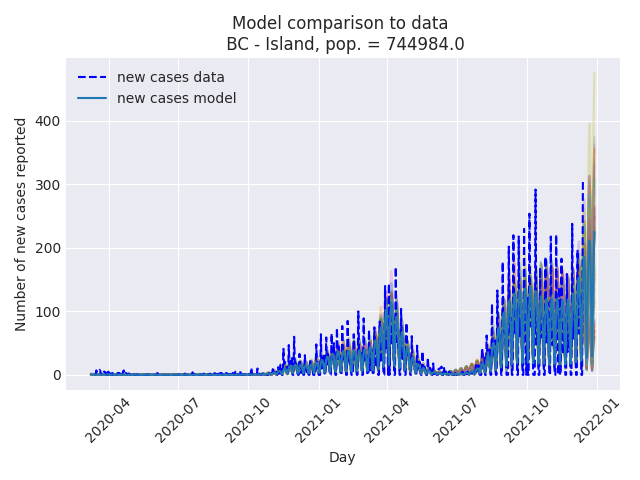 Model comparison to data
BC - Island, pop. = 744984.0
new cases data
new cases model
Number of new cases reported
400
300
200
100
0
2020-04
2020-07
2020-10
2021-01
2021-04
2021-07
2021-10
2022-01
Day